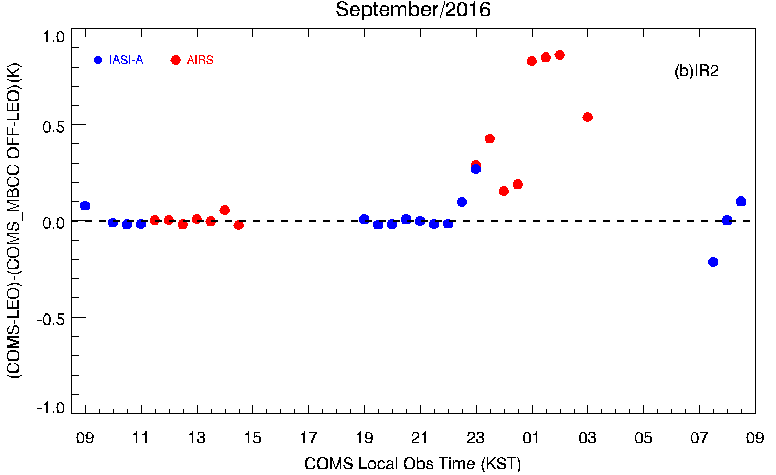 September/2016
(COMS-LEO)-(COMS_MBCC OFF-LEO)(K)
1.0
0.5
0.0
-0.5
-1.0
IASI-A AIRS
(b)IR2
09 11 13 15 17 19 21 23 01 03 05 07 09
COMS Local Obs Time (KST)